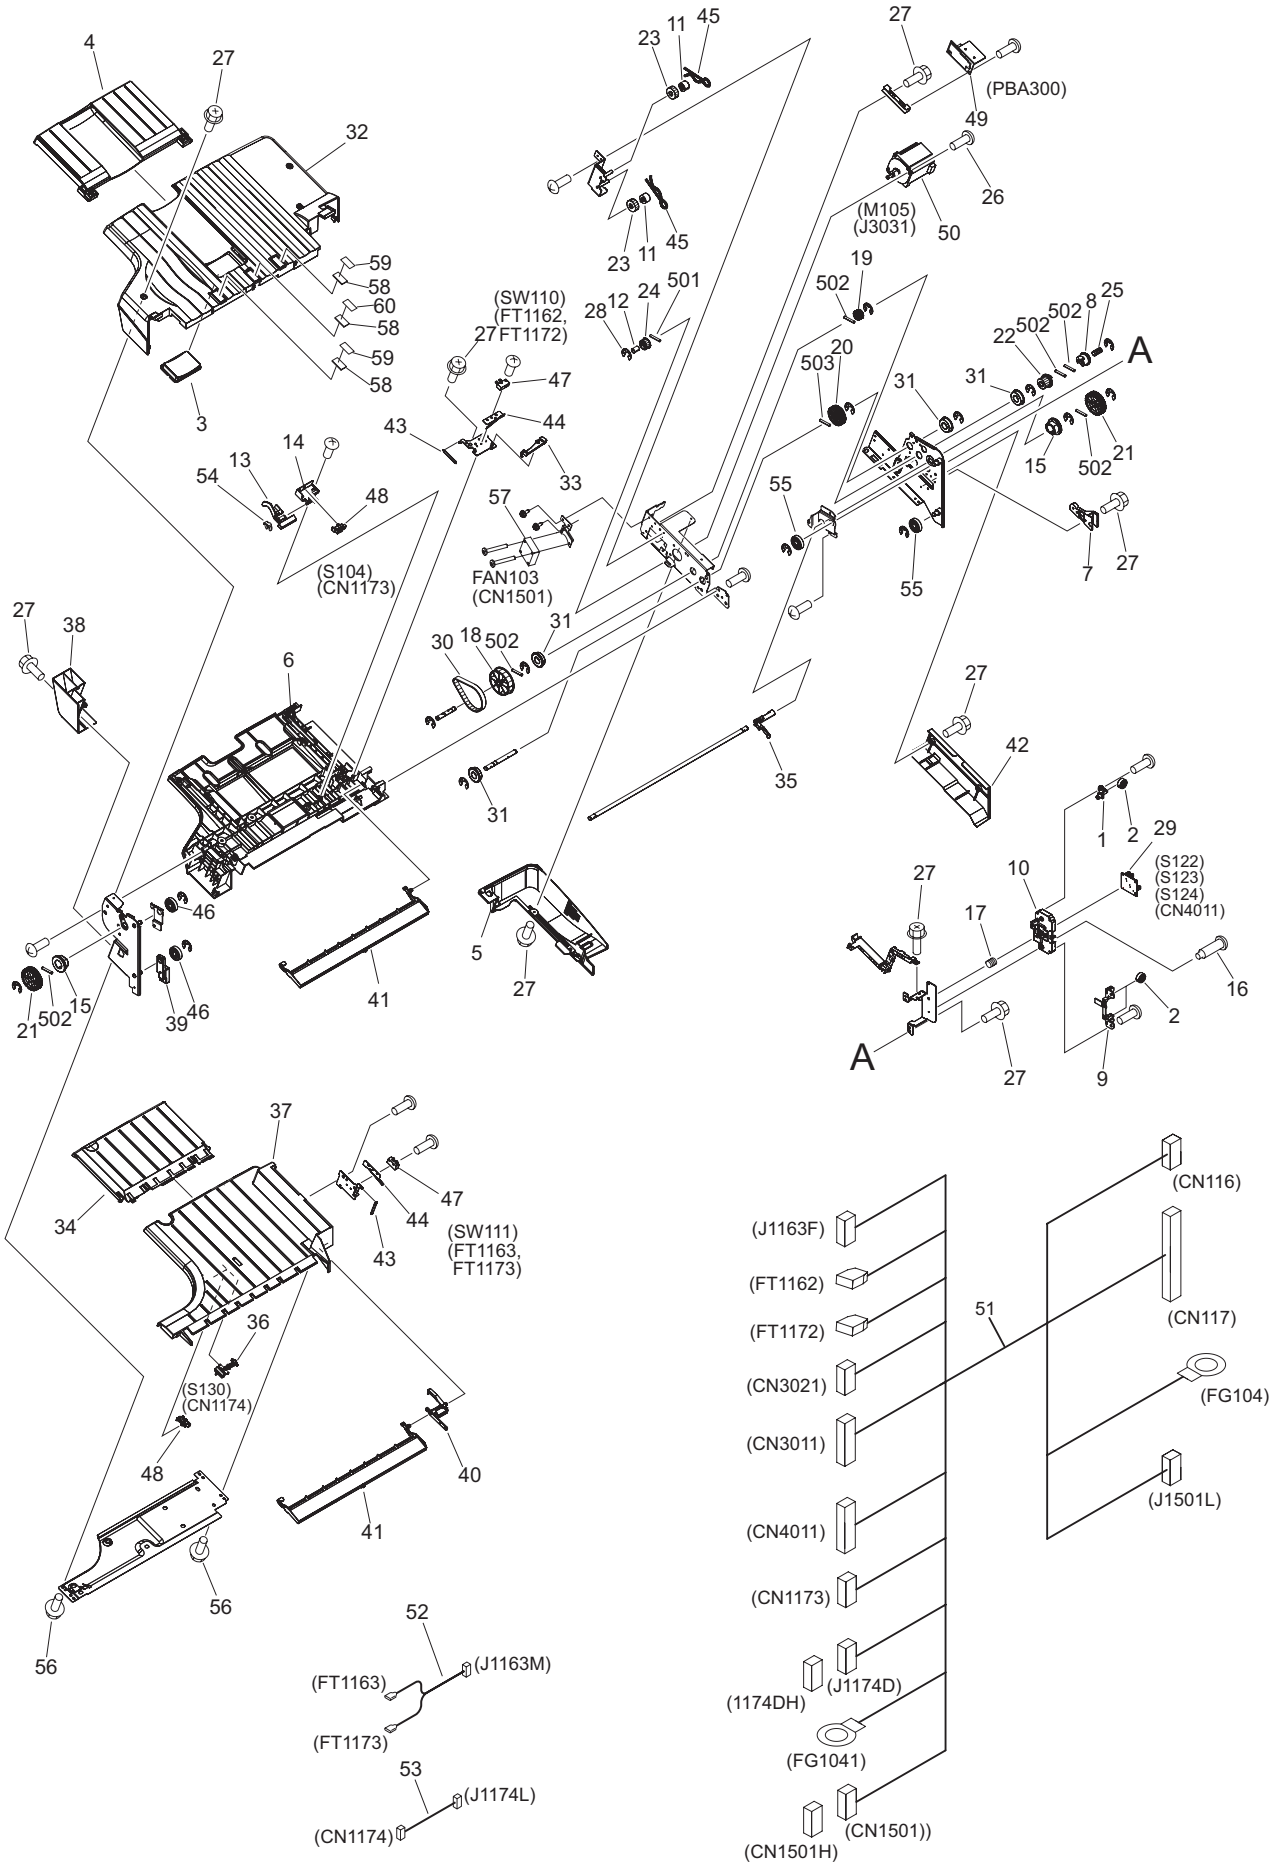 4
27
32
23
11
45
27
(PBA300)
49
26
(M105)
(J3031)
50
23
11
45
59
58
60
58
59
58
3
(SW110)
(FT1162,
FT1172)
27
28
12
24
501
502
19
503
20
25
8
502
502
22
A
31
31
15
502
21
47
44
43
33
14
13
54
48
(S104)
(CN1173)
57
FAN103
(CN1501)
55
55
7
27
27
38
6
30
18
502
31
31
35
27
42
1
2
29
(S122)
(S123)
(S124)
(CN4011)
10
27
17
16
2
9
27
A
5
27
41
46
46
39
15
502
21
37
34
47
44
43
(SW111)
(FT1163,
FT1173)
36
(S130)
(CN1174)
48
40
41
56
56
52
(J1163M)
(FT1163)
(FT1173)
53
(J1174L)
(CN1174)
(J1163F)
(FT1162)
(FT1172)
(CN3021)
(CN3011)
(CN4011)
(CN1173)
(J1174D)
(1174DH)
(FG1041)
(CN1501))
(CN1501H)
51
(CN116)
(CN117)
(FG104)
(J1501L)